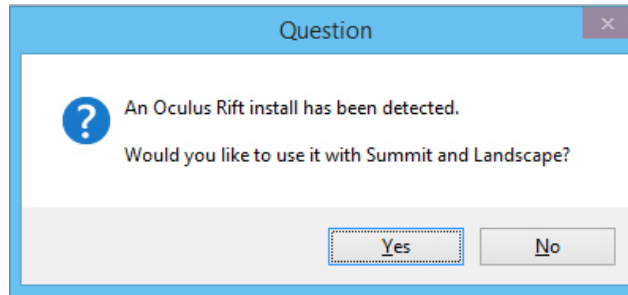 Question
An Oculus Rift install has been detected.
Would you like to use it with Summit and Landscape?
Yes
No